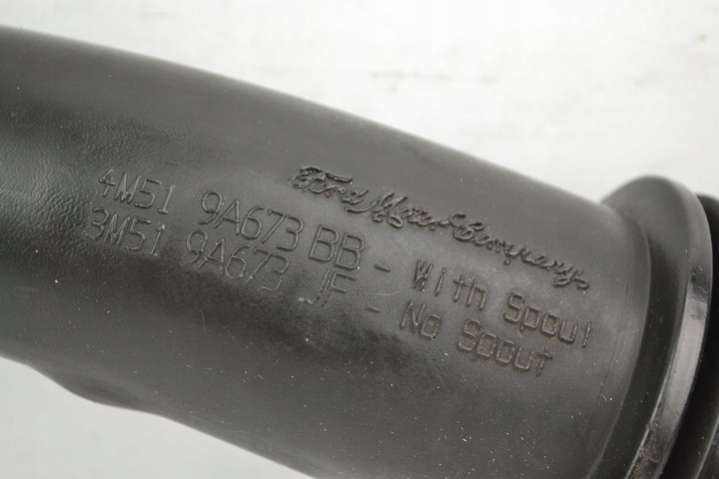 Ford Motor Company
4M51 9A673 BB - With Spout
3M51 9A673 JF - No Spout